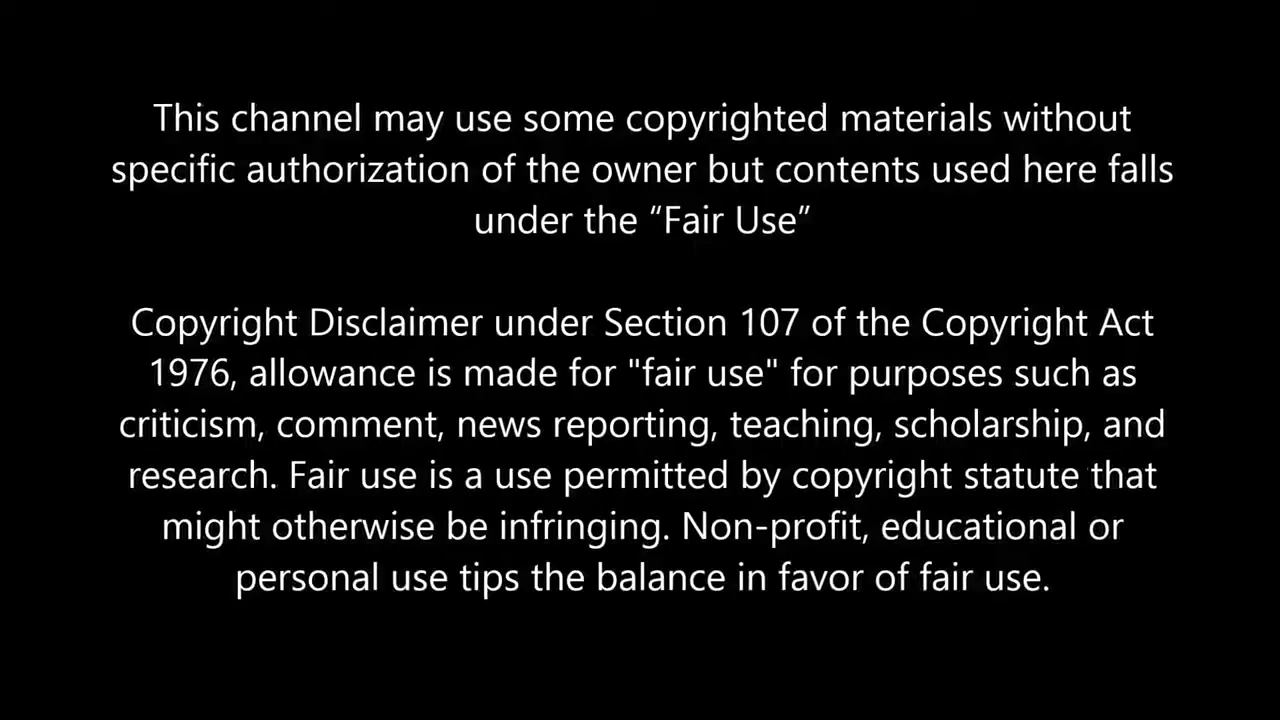 This channel may use some copyrighted materials without
specific authorization of the owner but contents used here falls
under the “Fair Use”
Copyright Disclaimer under Section 107 of the Copyright Act
1976, allowance is made for "fair use" for purposes such as
criticism, comment, news reporting, teaching, scholarship, and
research. Fair use is a use permitted by copyright statute that
might otherwise be infringing. Non-profit, educational or
personal use tips the balance in favor of fair use.